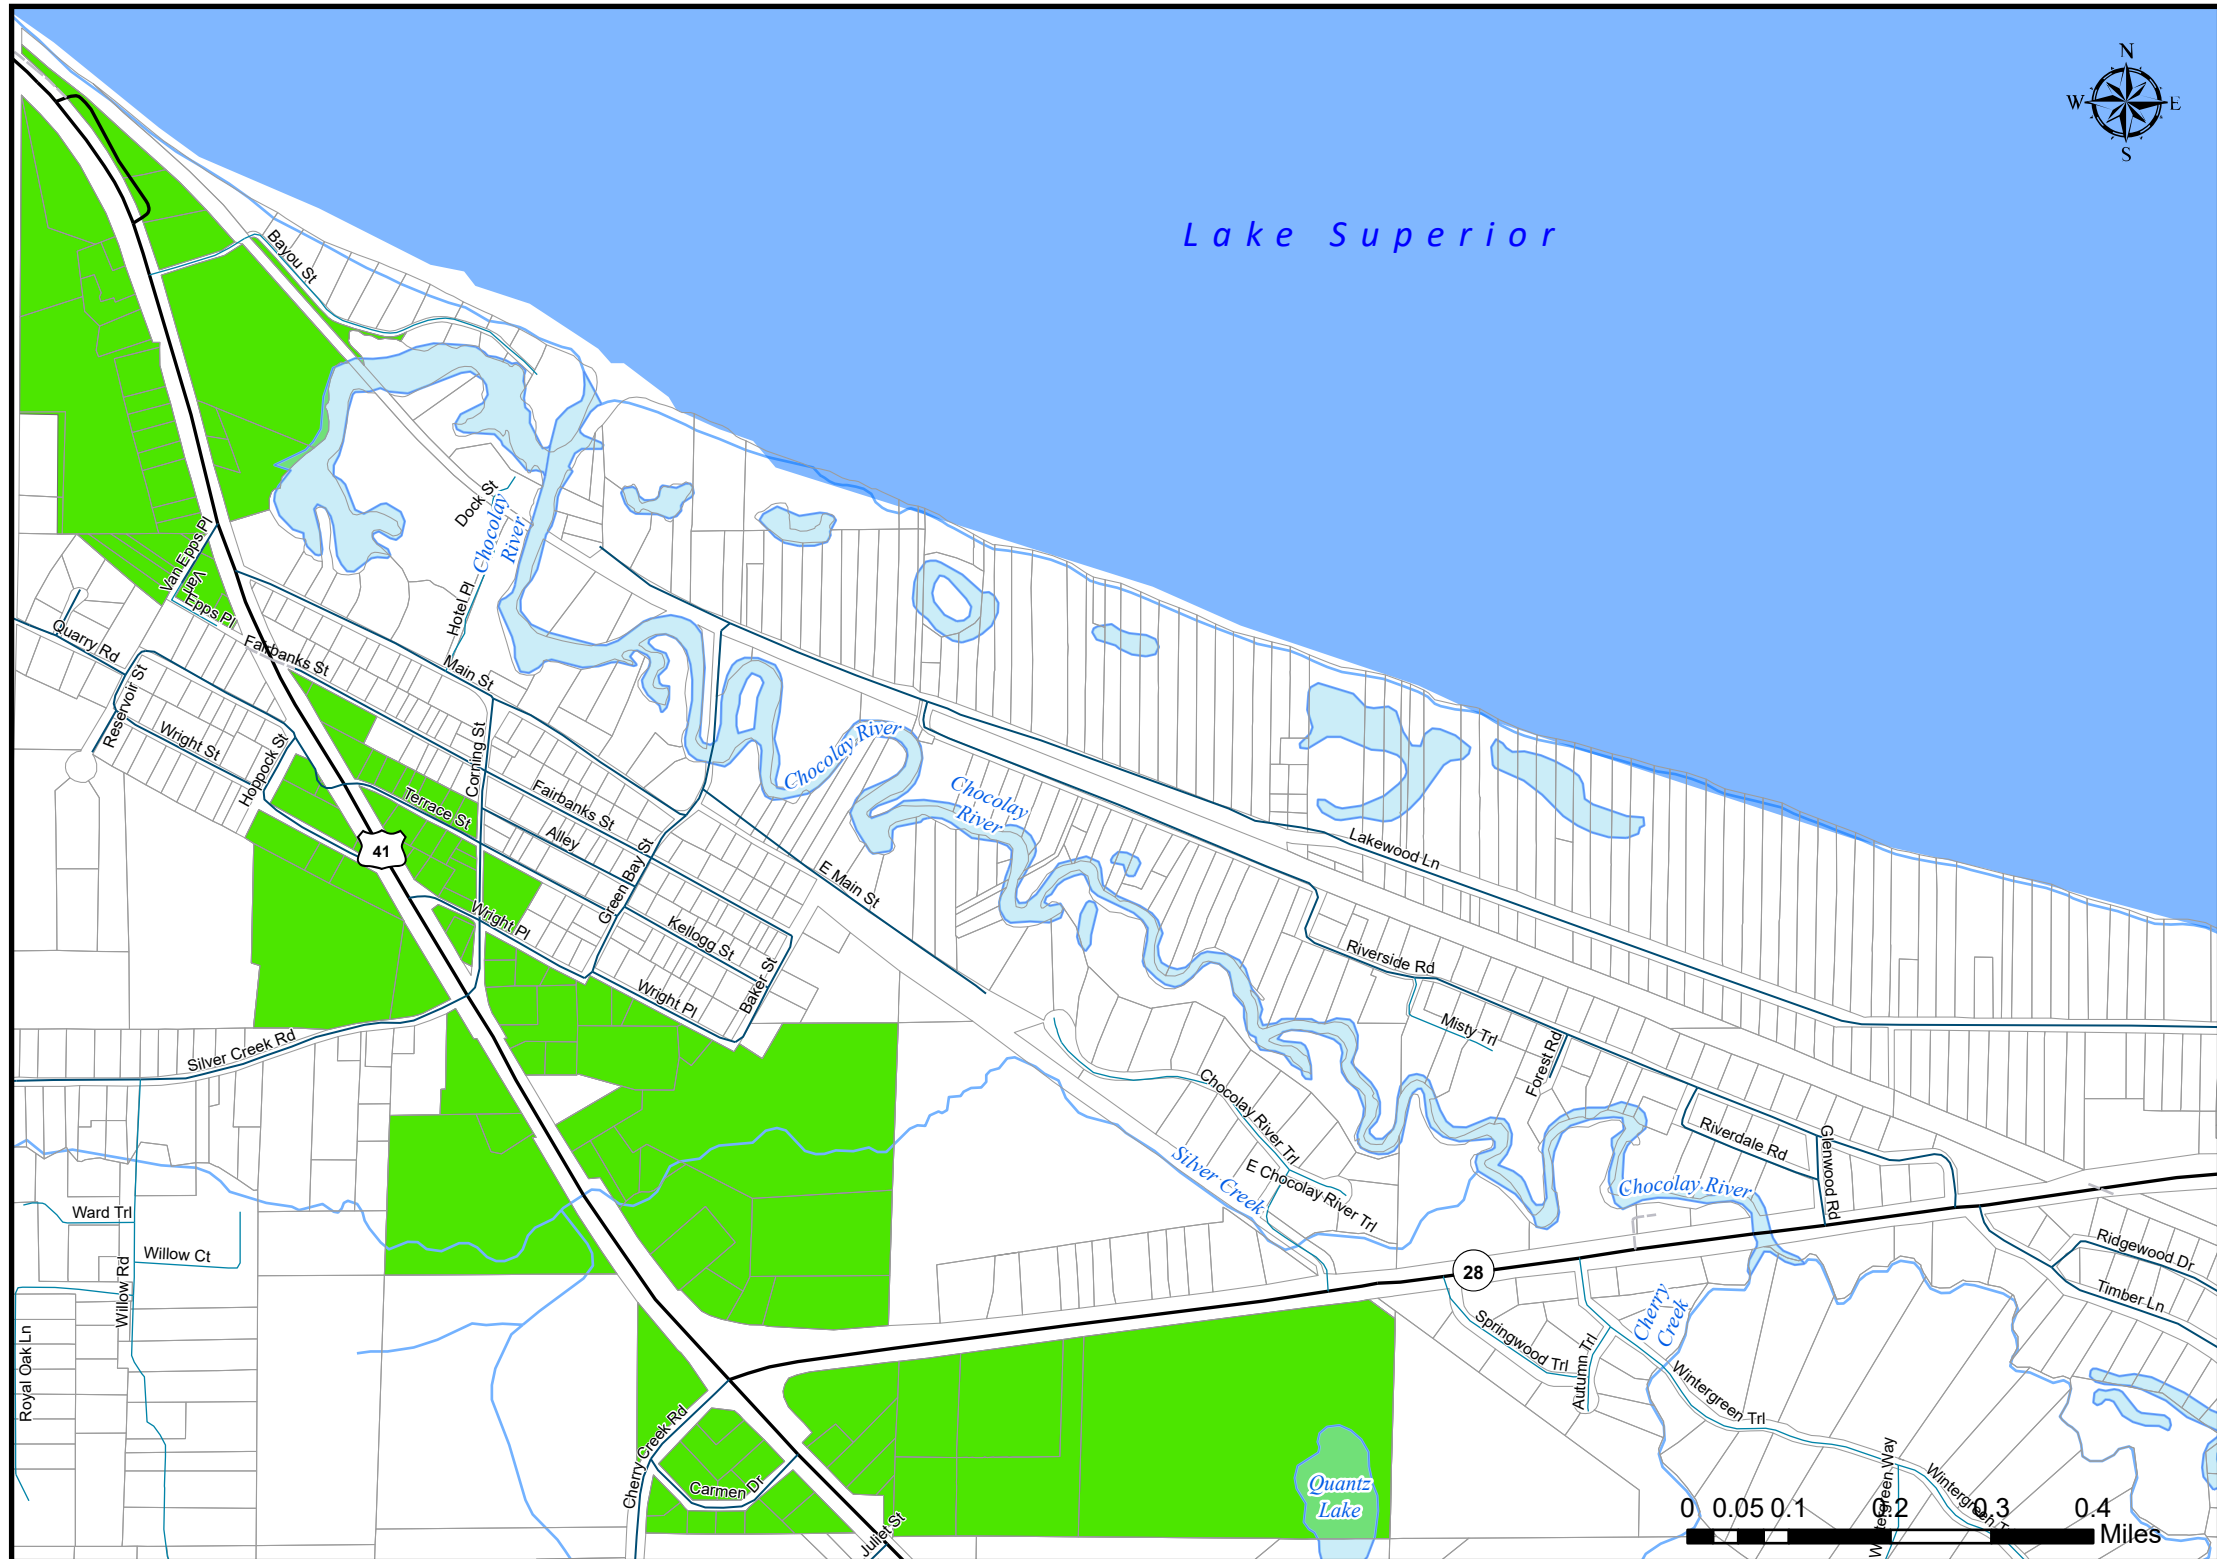 N
W E
S
Lake Superior
Bayou St
Dock St
Chocolay
River
Van Epps Pl
Van
Epps Pl
Hotel Pl
Quarry Rd
Fairbanks St
Main St
Reservoir St
Wright St
Hoppock St
Corning St
Chocolay River
Chocolay
River
Terrace St
Fairbanks St
Alley
41
Green Bay St
E Main St
Lakewood Ln
Wright Pl
Kellogg St
Riverside Rd
Baker St
Wright Pl
Misty Trl
Forest Rd
Silver Creek Rd
Chocolay River Trl
Riverdale Rd
Glenwood Rd
Silver Creek
E Chocolay River Trl
Chocolay River
Ward Trl
Willow Ct
Willow Rd
28
Ridgewood Dr
Timber Ln
Cherry
Creek
Royal Oak Ln
Springwood Trl
Autumn Trl
Wintergreen Trl
Cherry Creek Rd
Carmen Dr
Quantz
Lake
Wintergreen Way
Wintergreen T
Juliet St
0 0.05 0.1 0.2 0.3 0.4
Miles